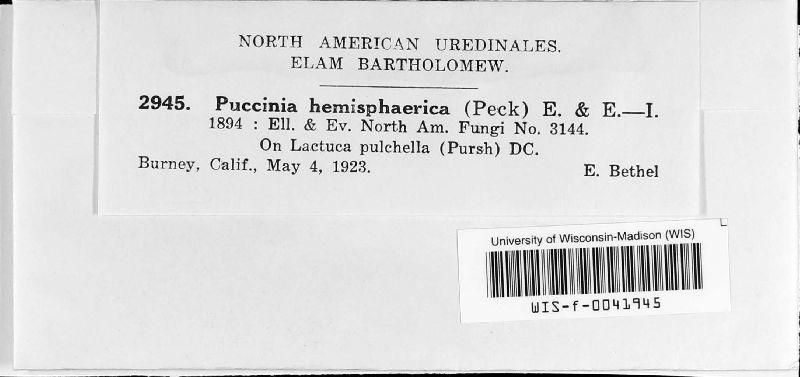 NORTH AMERICAN UREDINALES.
ELAM BARTHOLOMEW.
2945. Puccinia hemisphaerica (Peck) E. & E.—I.
1894 : Ell. & Ev. North Am. Fungi No. 3144.
On Lactuca pulchella (Pursh) DC.
Burney, Calif., May 4, 1923. E. Bethel
University of Wisconsin-Madison (WIS)
WIS-f-0041945